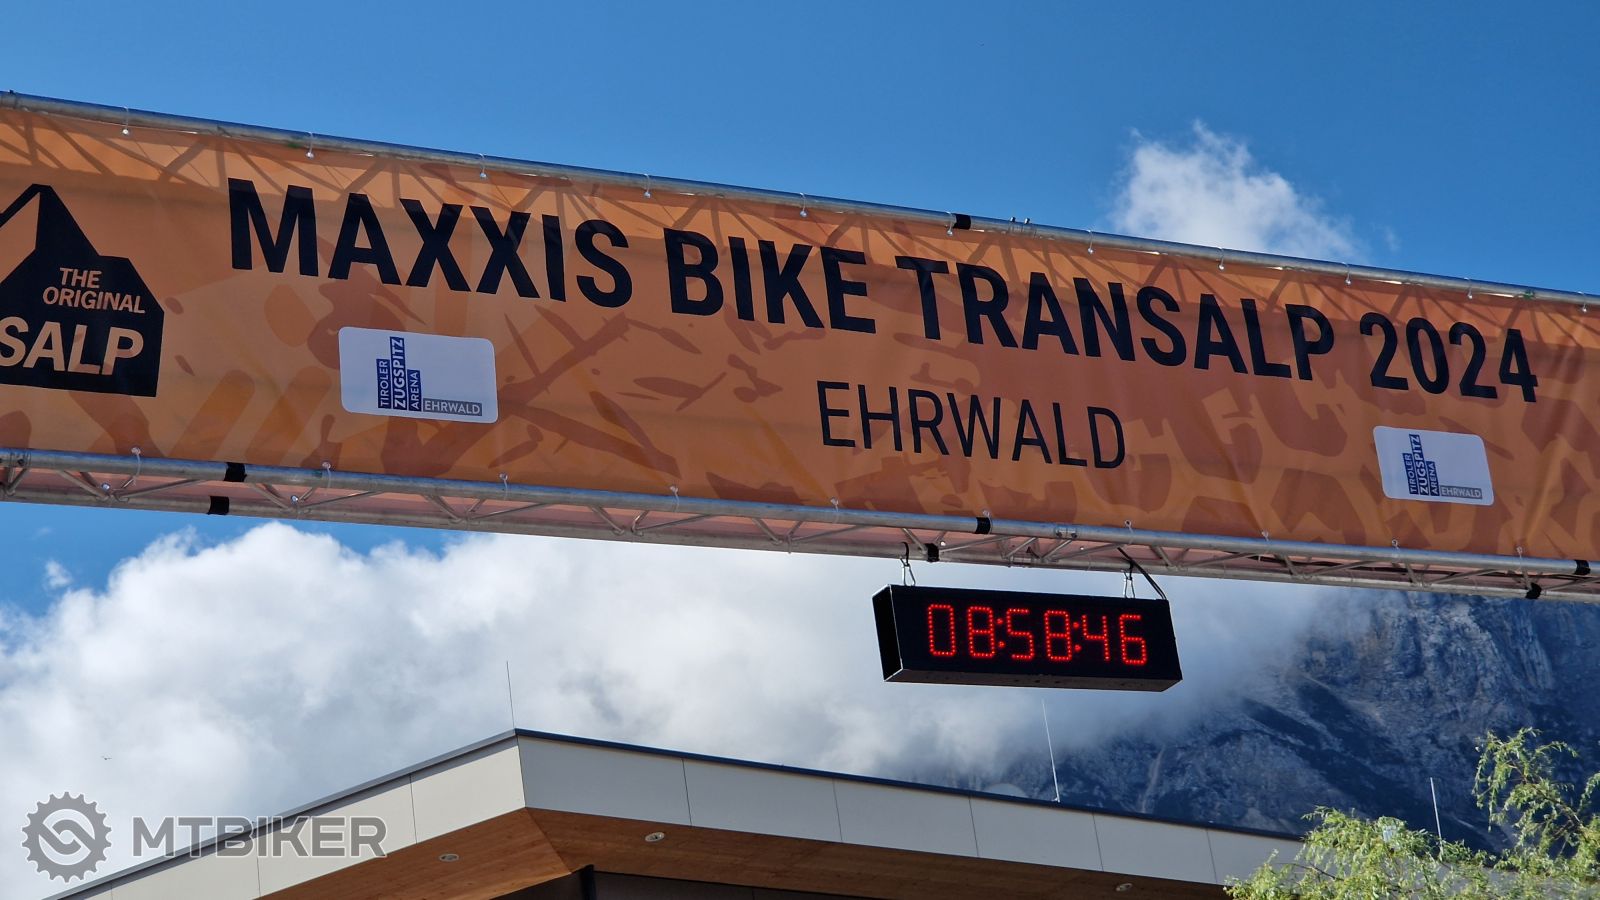 MAXXIS BIKE TRANSALP 2024
EHRWALD
THE
ORIGINAL
SALP
TIROLER
ZUGSPITZ
ARENA
EHRWALD
TIROLER
ZUGSPITZ
ARENA
EHRWALD
08:58:46
MTBIKER